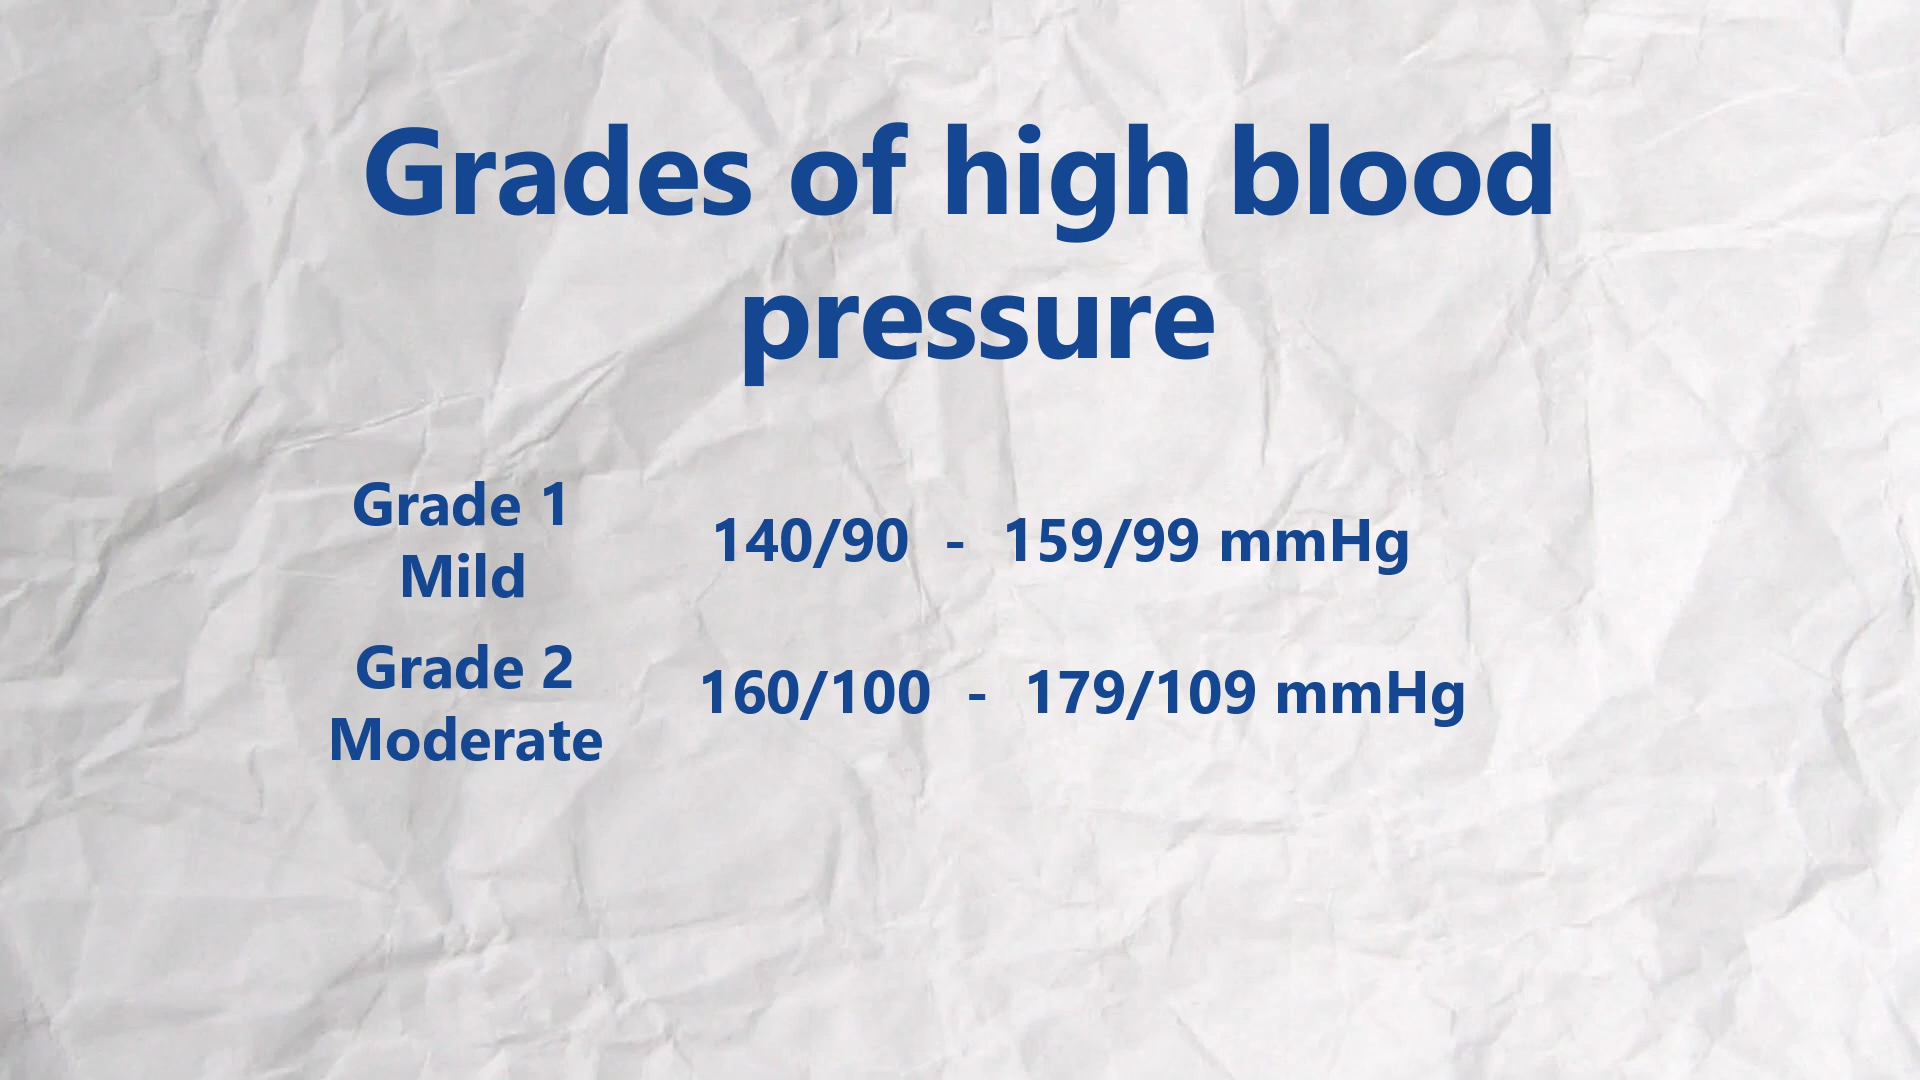 Grades of high blood
pressure
Grade 1
Mild
140/90 - 159/99 mmHg
Grade 2
Moderate
160/100 - 179/109 mmHg